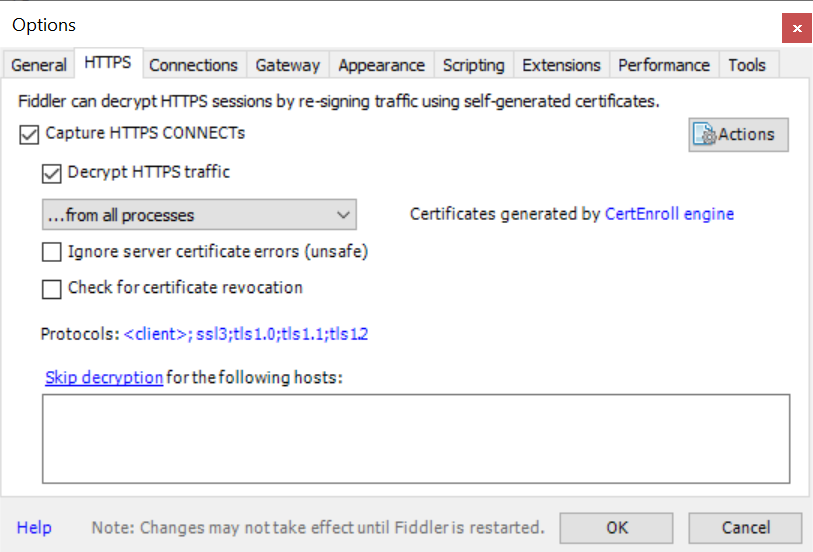 Options
General HTTPS Connections Gateway Appearance Scripting Extensions Performance Tools
Fiddler can decrypt HTTPS sessions by re-signing traffic using self-generated certificates.
Capture HTTPS CONNECTs
Actions
Decrypt HTTPS traffic
...from all processes
Certificates generated by CertEnroll engine
Ignore server certificate errors (unsafe)
Check for certificate revocation
Protocols: <client>; ssl3;tls1.0;tls1.1;tls1.2
Skip decryption for the following hosts:
Help
Note: Changes may not take effect until Fiddler is restarted.
OK
Cancel